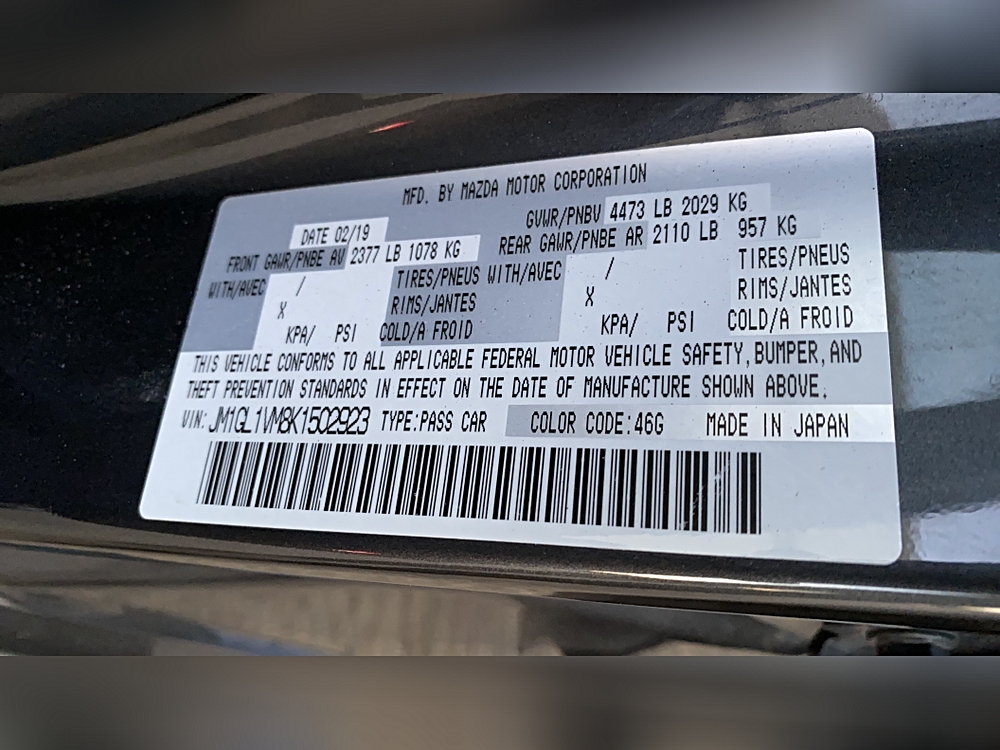 MFD. BY MAZDA MOTOR CORPORATION
DATE 02/19 GVWR/PNBV 4473 LB 2029 KG
FRONT GAWR/PNBE AV 2377 LB 1078 KG REAR GAWR/PNBE AR 2110 LB 957 KG
WITH/AVEC / TIRES/PNEUS WITH/AVEC / TIRES/PNEUS
X RIMS/JANTES X RIMS/JANTES
KPA/ PSI COLD/A FROID KPA/ PSI COLD/A FROID
THIS VEHICLE CONFORMS TO ALL APPLICABLE FEDERAL MOTOR VEHICLE SAFETY,BUMPER,AND
THEFT PREVENTION STANDARDS IN EFFECT ON THE DATE OF MANUFACTURE SHOWN ABOVE.
VIN:JM1GL1VM8K1502923 TYPE:PASS CAR COLOR CODE:46G MADE IN JAPAN